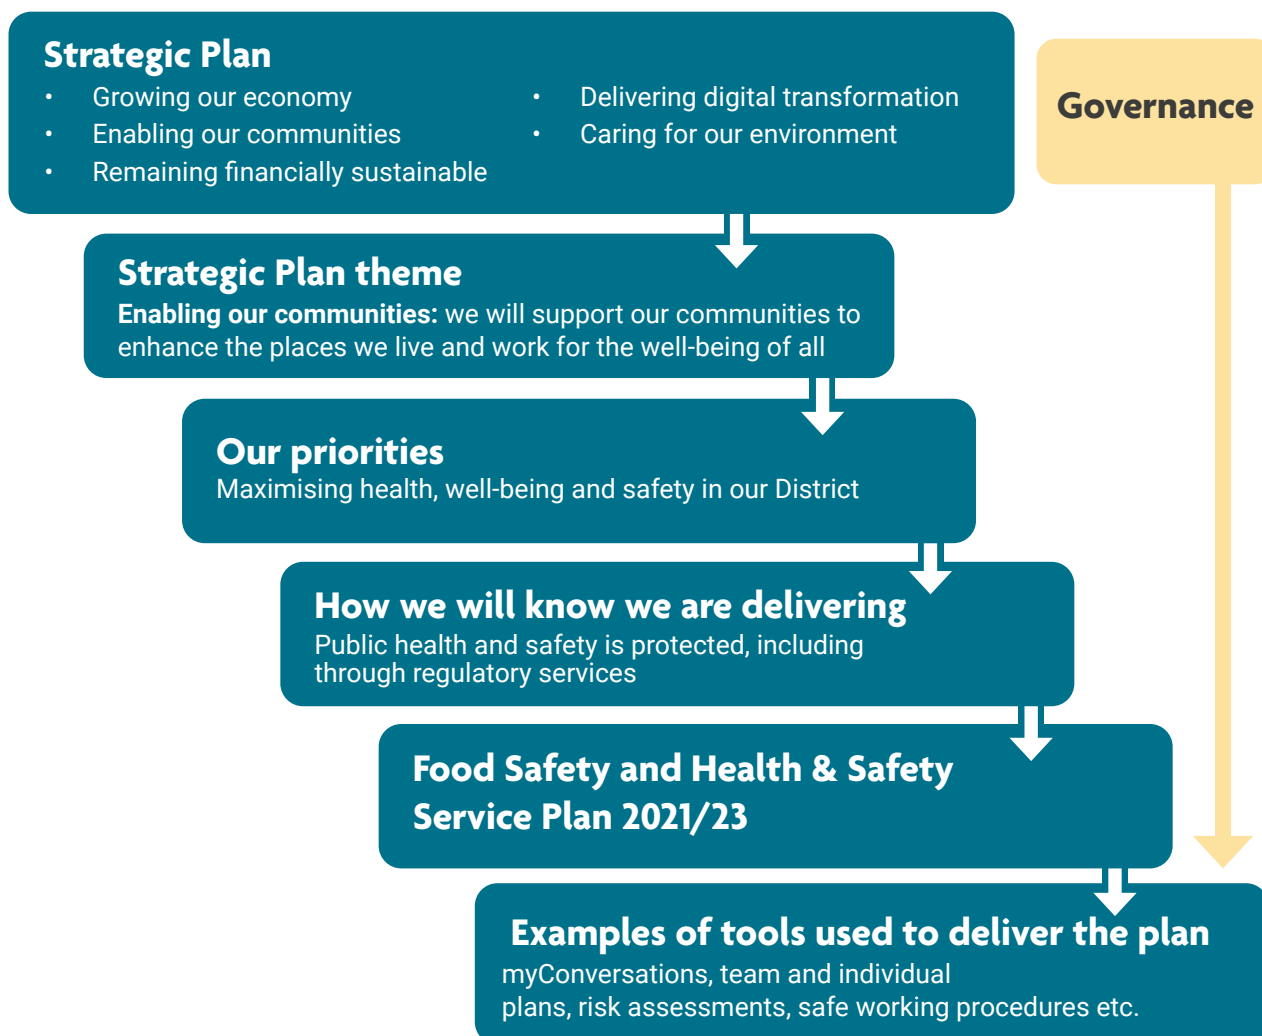 Strategic Plan
• Growing our economy
• Enabling our communities
• Remaining financially sustainable
• Delivering digital transformation
• Caring for our environment
Governance
Strategic Plan theme
Enabling our communities: we will support our communities to
enhance the places we live and work for the well-being of all
Our priorities
Maximising health, well-being and safety in our District
How we will know we are delivering
Public health and safety is protected, including
through regulatory services
Food Safety and Health & Safety
Service Plan 2021/23
Examples of tools used to deliver the plan
myConversations, team and individual
plans, risk assessments, safe working procedures etc.